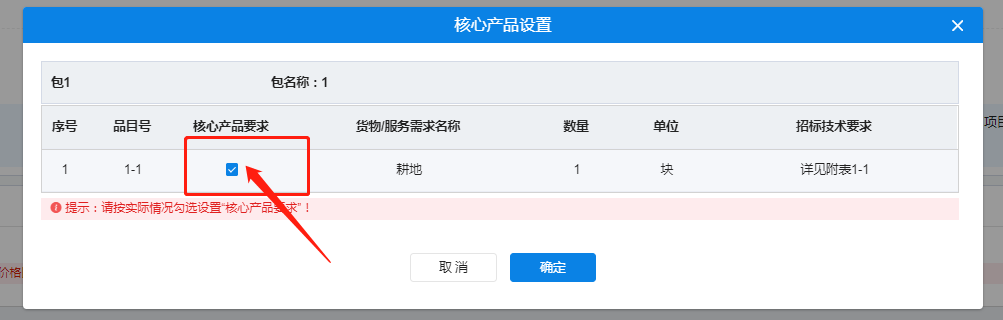 核心产品设置
包1 包名称：1
序号 品目号 核心产品要求 货物/服务需求名称 数量 单位 招标技术要求
项目
1 1-1 耕地 1 块 详见附表1-1
提示：请按实际情况勾选设置“核心产品要求”！
取消 确定
价格